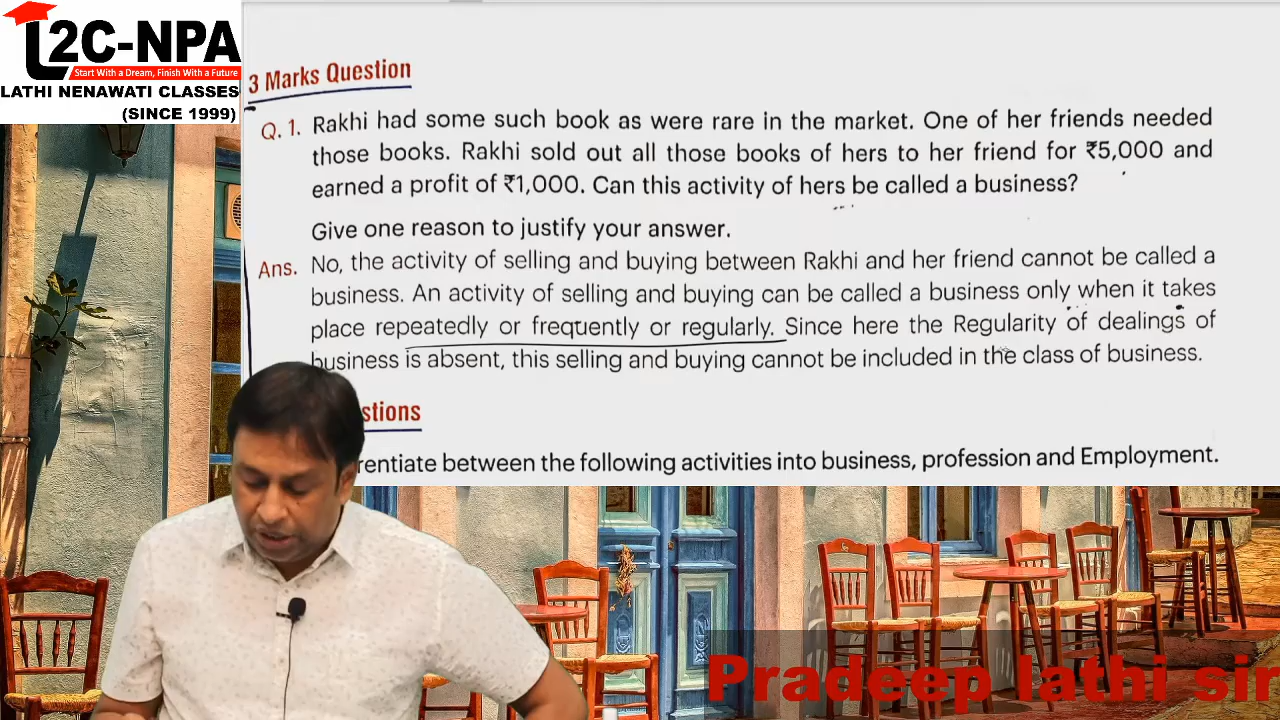 L2C-NPA
Start With a Dream, Finish With a Future
LATHI NENAWATI CLASSES
(SINCE 1999)
3 Marks Question
Q. 1. Rakhi had some such book as were rare in the market. One of her friends needed
those books. Rakhi sold out all those books of hers to her friend for ₹5,000 and
earned a profit of ₹1,000. Can this activity of hers be called a business?
Give one reason to justify your answer.
Ans. No, the activity of selling and buying between Rakhi and her friend cannot be called a
business. An activity of selling and buying can be called a business only when it takes
place repeatedly or frequently or regularly. Since here the Regularity of dealings of
business is absent, this selling and buying cannot be included in the class of business.
stions
rentiate between the following activities into business, profession and Employment.
Pradeep lathi sir